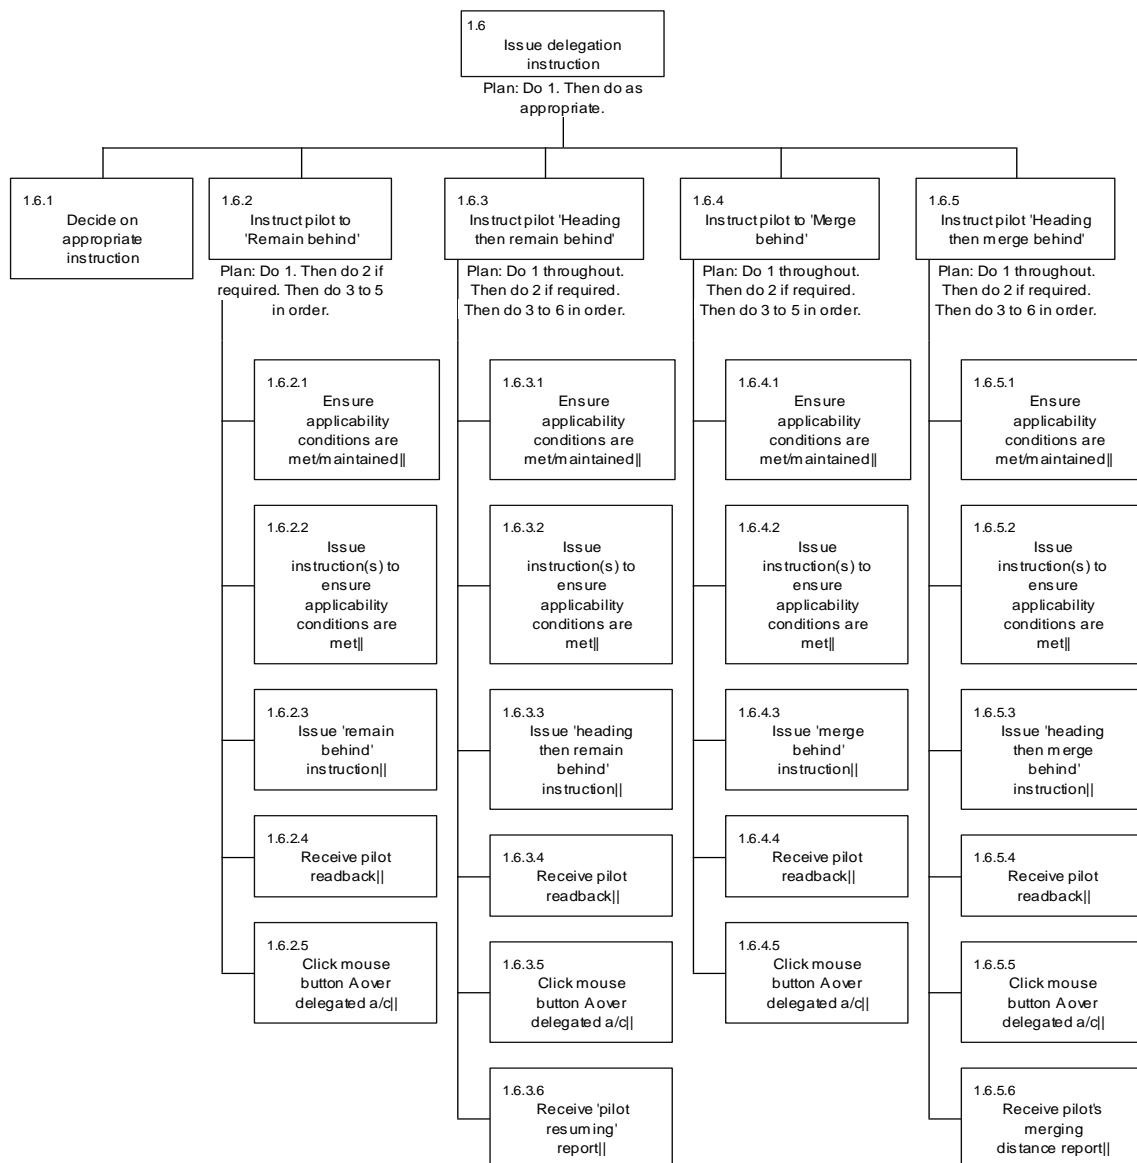 1.6
Issue delegation
instruction
Plan: Do 1. Then do as
appropriate.
1.6.1
Decide on
appropriate
instruction
1.6.2
Instruct pilot to
'Remain behind'
Plan: Do 1. Then do 2 if
required. Then do 3 to 5
in order.
1.6.3
Instruct pilot 'Heading
then remain behind'
Plan: Do 1 throughout.
Then do 2 if required.
Then do 3 to 6 in order.
1.6.4
Instruct pilot to 'Merge
behind'
Plan: Do 1 throughout.
Then do 2 if required.
Then do 3 to 5 in order.
1.6.5
Instruct pilot 'Heading
then merge behind'
Plan: Do 1 throughout.
Then do 2 if required.
Then do 3 to 6 in order.
1.6.2.1
Ensure
applicability
conditions are
met/maintained||
1.6.2.2
Issue
instruction(s) to
ensure
applicability
conditions are
met||
1.6.2.3
Issue 'remain
behind'
instruction||
1.6.2.4
Receive pilot
readback||
1.6.2.5
Click mouse
button A over
delegated a/c||
1.6.3.1
Ensure
applicability
conditions are
met/maintained||
1.6.3.2
Issue
instruction(s) to
ensure
applicability
conditions are
met||
1.6.3.3
Issue 'heading
then remain
behind'
instruction||
1.6.3.4
Receive pilot
readback||
1.6.3.5
Click mouse
button A over
delegated a/c||
1.6.3.6
Receive 'pilot
resuming'
report||
1.6.4.1
Ensure
applicability
conditions are
met/maintained||
1.6.4.2
Issue
instruction(s) to
ensure
applicability
conditions are
met||
1.6.4.3
Issue 'merge
behind'
instruction||
1.6.4.4
Receive pilot
readback||
1.6.4.5
Click mouse
button A over
delegated a/c||
1.6.5.1
Ensure
applicability
conditions are
met/maintained||
1.6.5.2
Issue
instruction(s) to
ensure
applicability
conditions are
met||
1.6.5.3
Issue 'heading
then merge
behind'
instruction||
1.6.5.4
Receive pilot
readback||
1.6.5.5
Click mouse
button A over
delegated a/c||
1.6.5.6
Receive pilot's
merging
distance report||